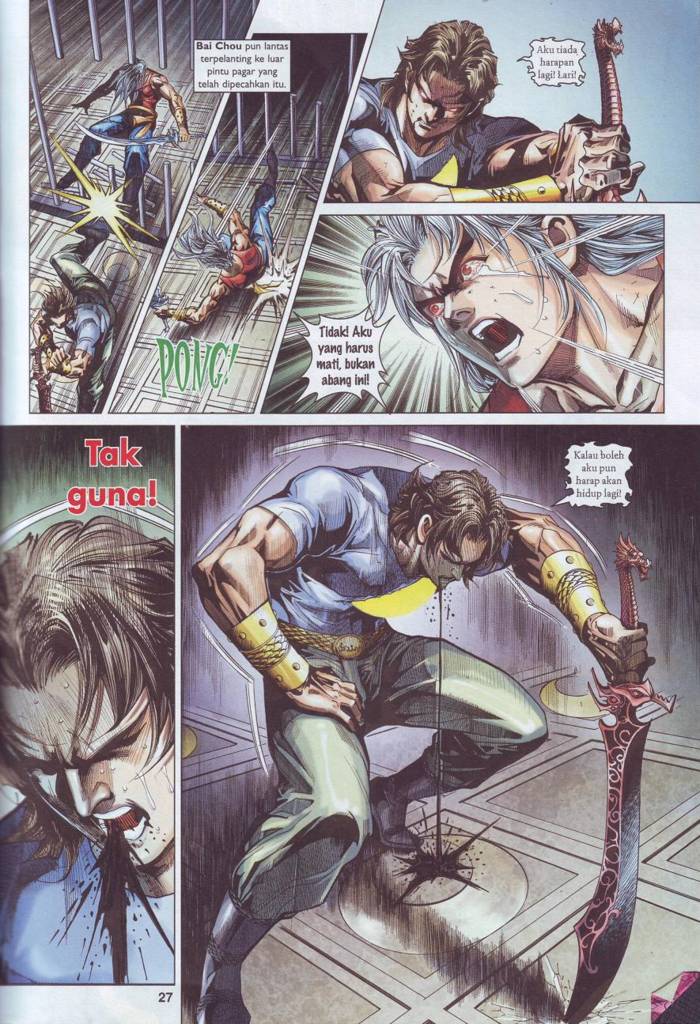 Bai Chou pun lantas
terpelanting ke luar
pintu pagar yang
telah dipecahkan itu.
PONG!
Aku tiada
harapan
lagi! Lari!
Tidak! Aku
yang harus
mati, bukan
abang ini!
Tak
guna!
Kalau boleh
aku pun
harap akan
hidup lagi!
27